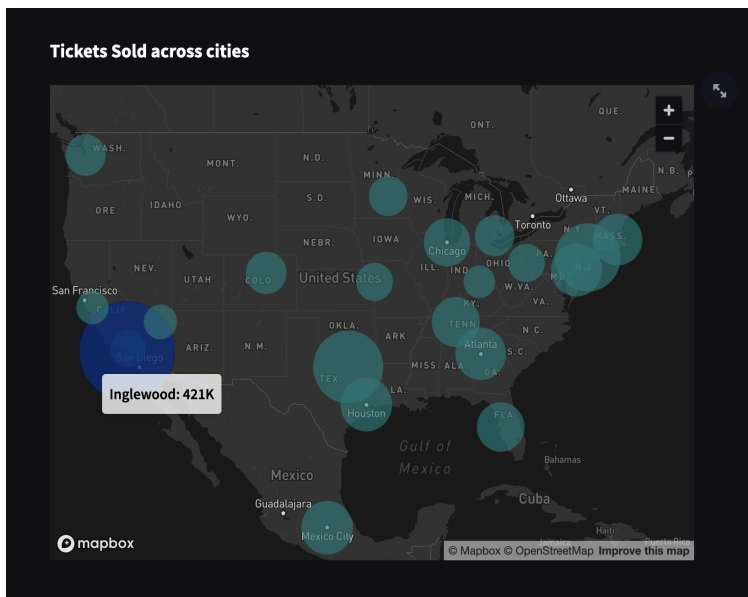 Tickets Sold across cities
QUE.
ONT.
WASH.
MONT.
N.D.
N.B.
MINN.
MAINE
Ottawa
S.D.
WIS.
MICH.
ORE.
IDAHO
VT.
WYO.
Toronto
N.Y.
MASS.
NEBR.
IOWA
Chicago
PA.
NEV.
UTAH
COLO.
United States
ILL.
IND.
OHIO
N.J.
MD.
San Francisco
W.VA.
CALIF.
KY.
VA.
OKLA.
TENN.
N.C.
ARIZ.
N.M.
ARK.
Atlanta
San Diego
MISS.
ALA.
GA.
S.C.
TEX.
Inglewood: 421K
LA.
Houston
FLA.
Gulf of
Mexico
Bahamas
Mexico
Cuba
Guadalajara
Mexico City
Haiti
Jamaica
Puerto Rico
mapbox
© Mapbox © OpenStreetMap Improve this map